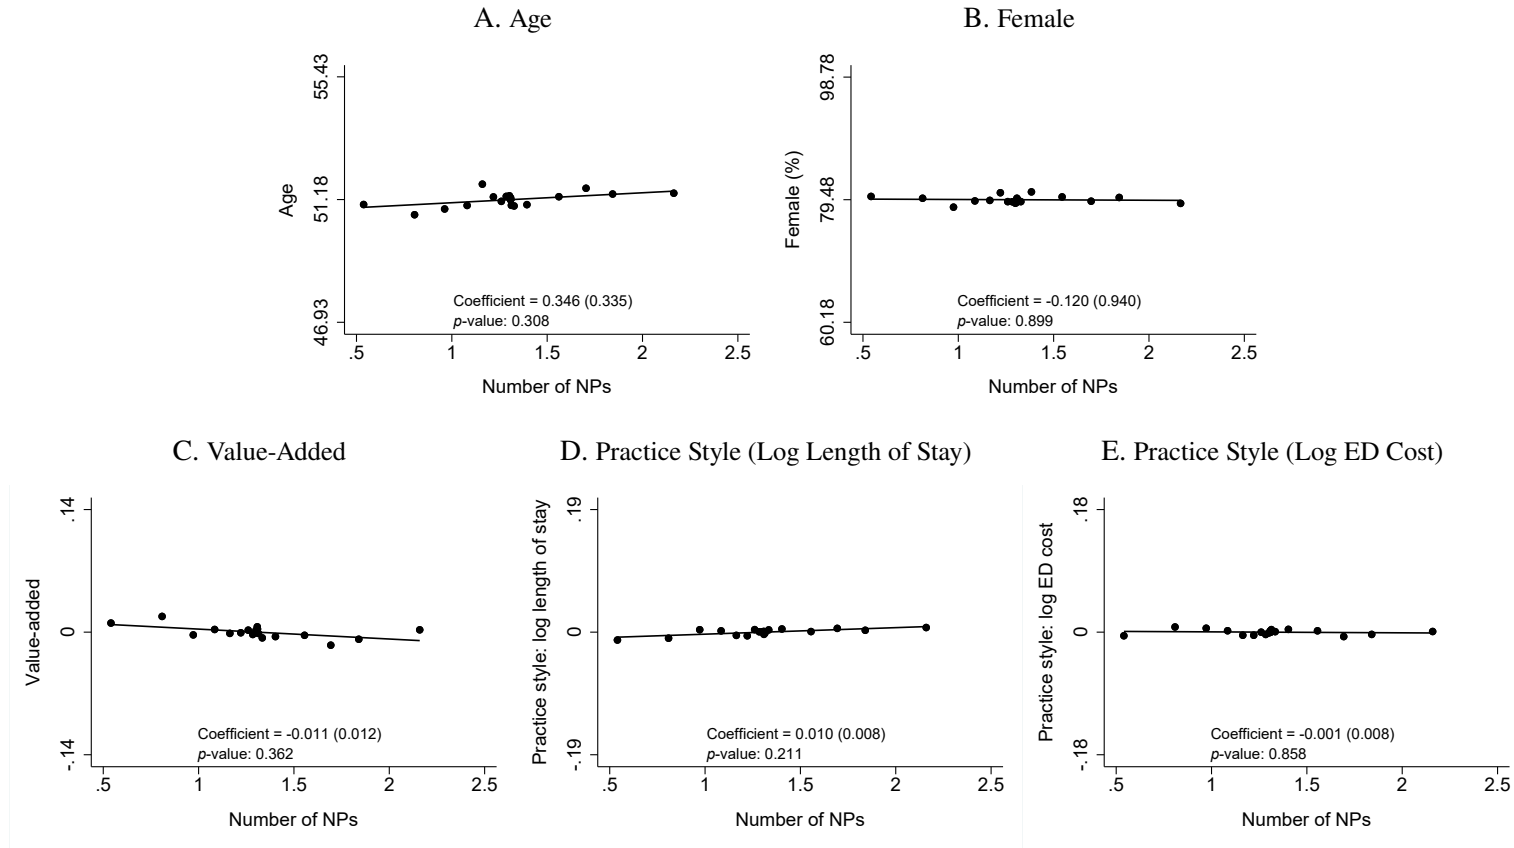 A. Age
B. Female
55.43
51.18
46.93
Age
Coefficient = 0.346 (0.335)
p-value: 0.308
.5 1 1.5 2 2.5
Number of NPs
98.78
79.48
60.18
Female (%)
Coefficient = -0.120 (0.940)
p-value: 0.899
.5 1 1.5 2 2.5
Number of NPs
C. Value-Added
D. Practice Style (Log Length of Stay)
E. Practice Style (Log ED Cost)
.14
0
-.14
Value-added
Coefficient = -0.011 (0.012)
p-value: 0.362
.5 1 1.5 2 2.5
Number of NPs
.19
0
-.19
Practice style: log length of stay
Coefficient = 0.010 (0.008)
p-value: 0.211
.5 1 1.5 2 2.5
Number of NPs
.18
0
-.18
Practice style: log ED cost
Coefficient = -0.001 (0.008)
p-value: 0.858
.5 1 1.5 2 2.5
Number of NPs